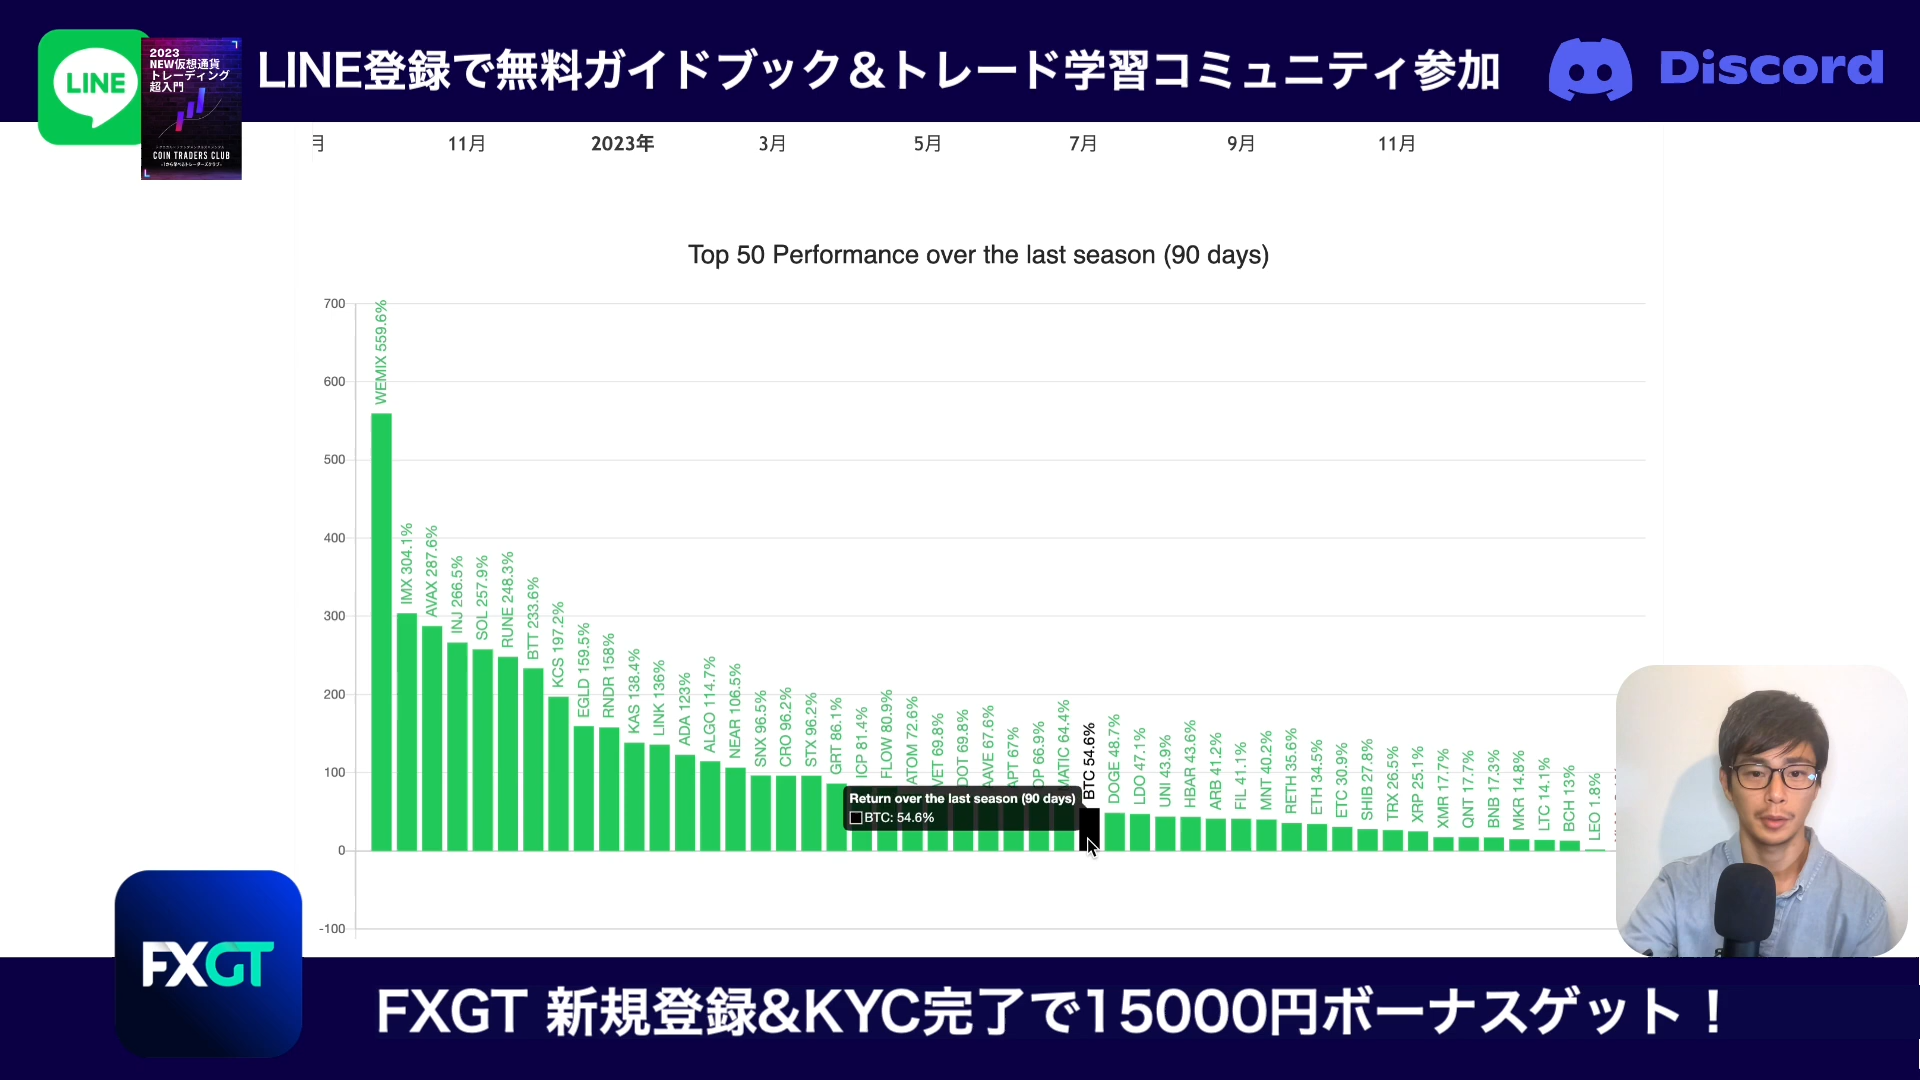 LINE
2023
NEW仮想通貨
トレーディング
超入門
COIN TRADERS CLUB
LINE登録で無料ガイドブック＆トレード学習コミュニティ参加
Discord
月 11月 2023年 3月 5月 7月 9月 11月
Top 50 Performance over the last season (90 days)
700
600
500
400
300
200
100
0
-100
WEMIX 559.6%
IMX 304.1%
AVAX 287.6%
INJ 266.5%
SOL 257.9%
RUNE 248.3%
BTT 233.6%
KCS 197.2%
EGLD 159.5%
RNDR 158%
KAS 138.4%
LINK 136%
ADA 123%
ALGO 114.7%
NEAR 106.5%
SNX 96.5%
CRO 96.2%
STX 96.2%
GRT 86.1%
ICP 81.4%
FLOW 80.9%
ATOM 72.6%
VET 69.8%
DOT 69.8%
AAVE 67.6%
APT 67%
OP 66.9%
MATIC 64.4%
BTC 54.6%
DOGE 48.7%
LDO 47.1%
UNI 43.9%
HBAR 43.6%
ARB 41.2%
FIL 41.1%
MNT 40.2%
RETH 35.6%
ETH 34.5%
ETC 30.9%
SHIB 27.8%
TRX 26.5%
XRP 25.1%
XMR 17.7%
QNT 17.7%
BNB 17.3%
MKR 14.8%
LTC 14.1%
BCH 13%
LEO 1.8%
Return over the last season (90 days)
BTC: 54.6%
FXGT
FXGT 新規登録&KYC完了で15000円ボーナスゲット！